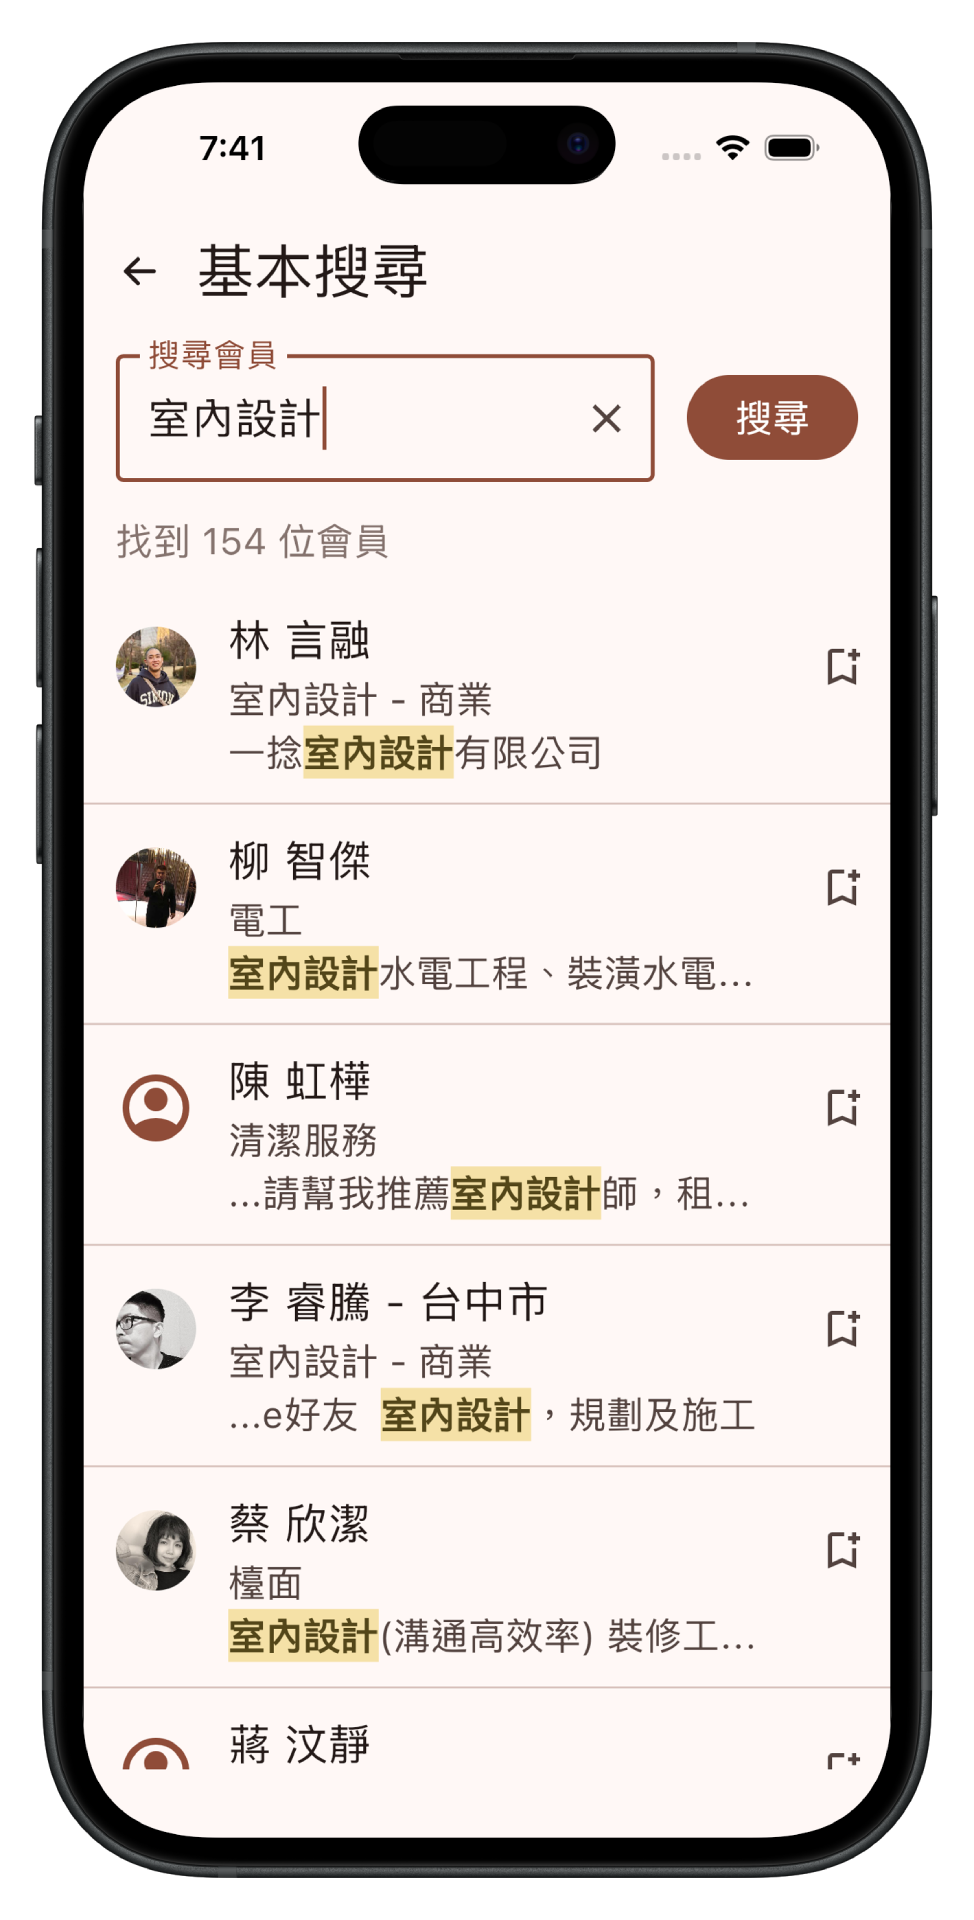 7:41
基本搜尋
搜尋會員
室內設計
搜尋
找到 154 位會員
林 言融
室內設計 - 商業
一捻室內設計有限公司
柳 智傑
電工
室內設計水電工程、裝潢水電...
陳 虹樺
清潔服務
...請幫我推薦室內設計師，租...
李 睿騰 - 台中市
室內設計 - 商業
...e好友 室內設計，規劃及施工
蔡 欣潔
檯面
室內設計(溝通高效率) 裝修工...
蔣 汶靜